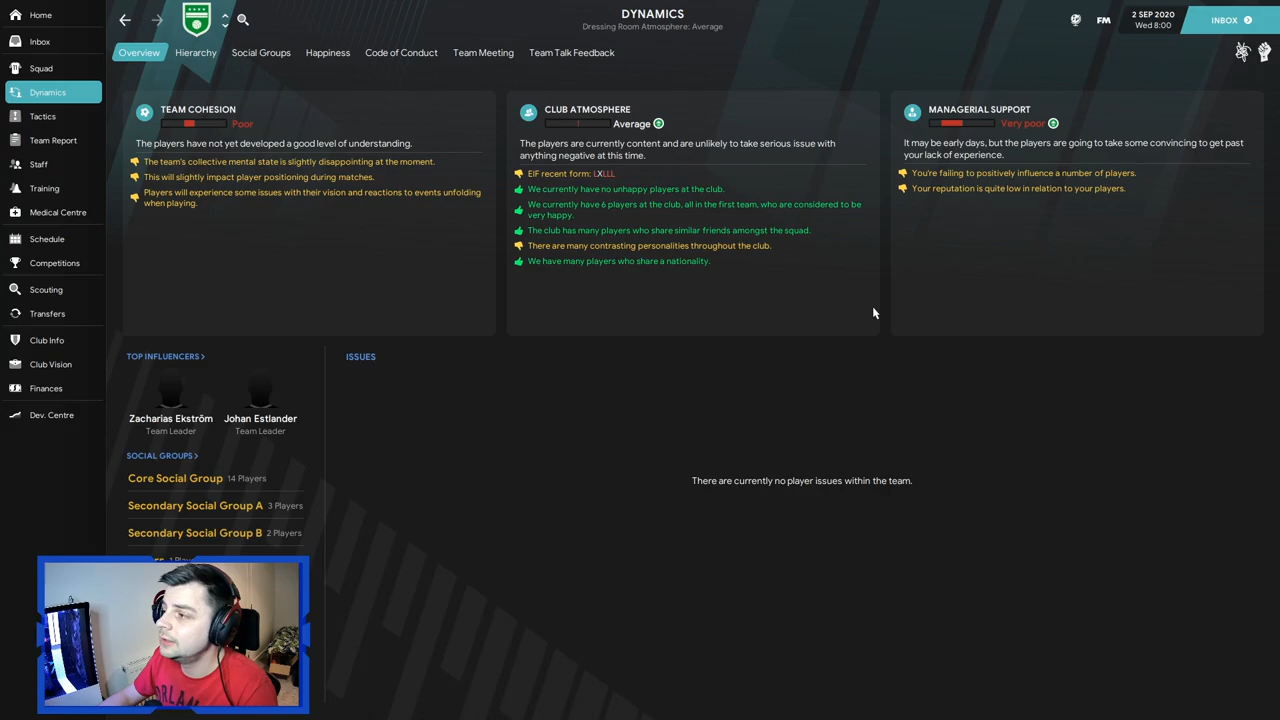 DYNAMICS
Dressing Room Atmosphere: Average
FM
2 SEP 2020
Wed 8:00
INBOX
Home
Inbox
Squad
Dynamics
Tactics
Team Report
Staff
Training
Medical Centre
Schedule
Competitions
Scouting
Transfers
Club Info
Club Vision
Finances
Dev. Centre
Overview
Hierarchy
Social Groups
Happiness
Code of Conduct
Team Meeting
Team Talk Feedback
TEAM COHESION
Poor
The players have not yet developed a good level of understanding.
The team's collective mental state is slightly disappointing at the moment.
This will slightly impact player positioning during matches.
Players will experience some issues with their vision and reactions to events unfolding
when playing.
CLUB ATMOSPHERE
Average
The players are currently content and are unlikely to take serious issue with
anything negative at this time.
EIF recent form: LXLLL
We currently have no unhappy players at the club.
We currently have 6 players at the club, all in the first team, who are considered to be
very happy.
The club has many players who share similar friends amongst the squad.
There are many contrasting personalities throughout the club.
We have many players who share a nationality.
MANAGERIAL SUPPORT
Very poor
It may be early days, but the players are going to take some convincing to get past
your lack of experience.
You're failing to positively influence a number of players.
Your reputation is quite low in relation to your players.
TOP INFLUENCERS >
Zacharias Ekström
Team Leader
Johan Estlander
Team Leader
SOCIAL GROUPS >
Core Social Group 14 Players
Secondary Social Group A 3 Players
Secondary Social Group B 2 Players
ISSUES
There are currently no player issues within the team.